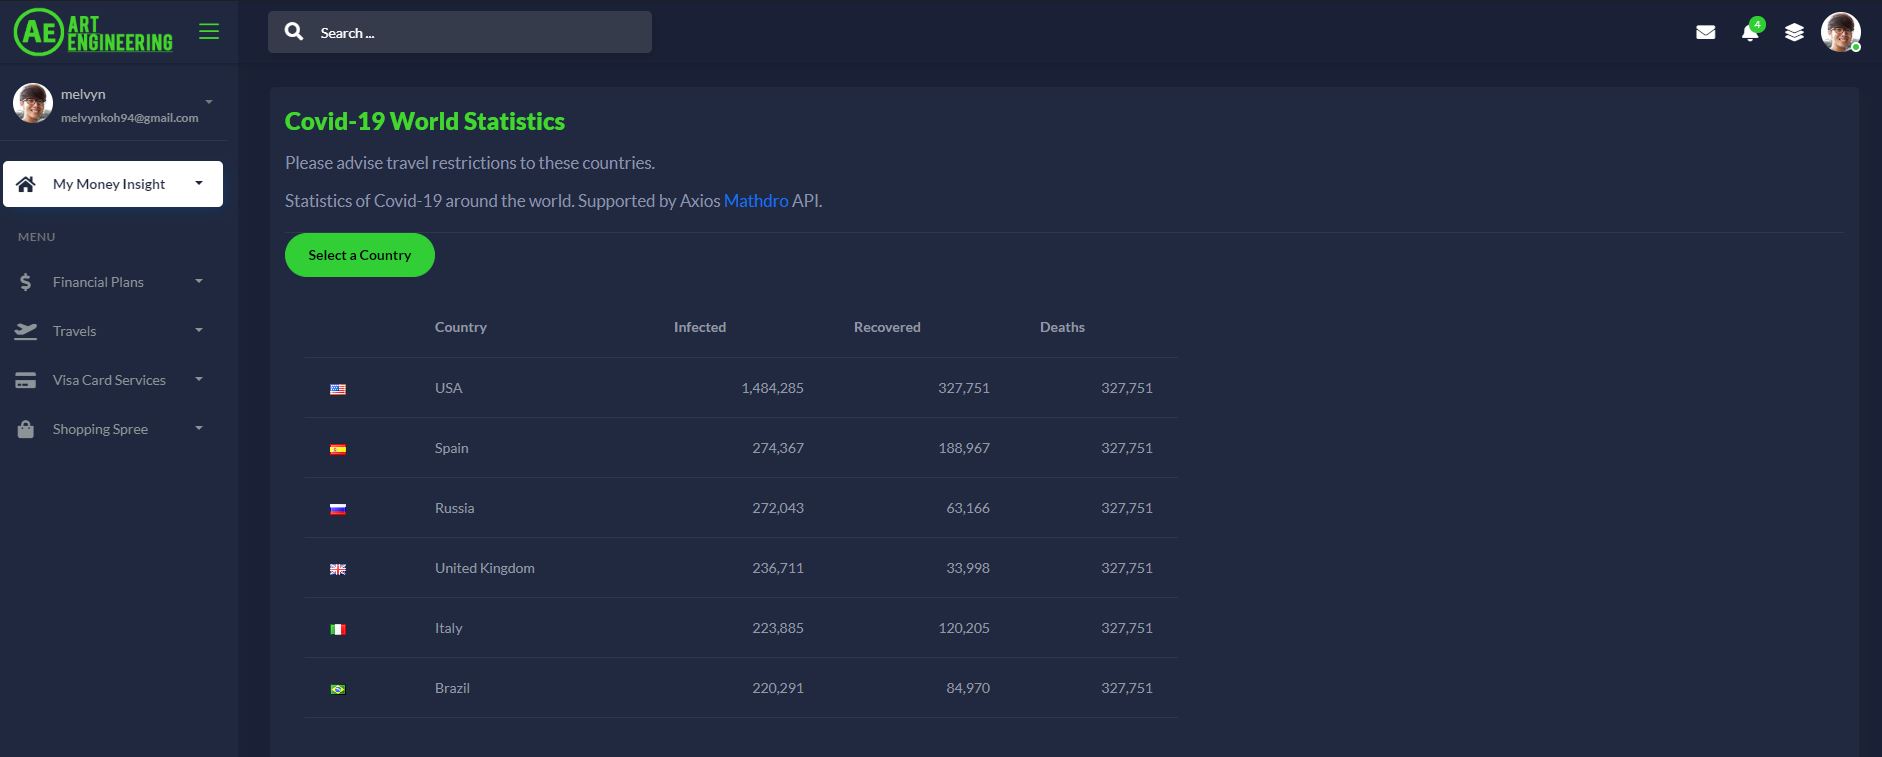 AE ART
ENGINEERING
Search ...
4
melvyn
melvynkoh94@gmail.com
My Money Insight
MENU
Financial Plans
Travels
Visa Card Services
Shopping Spree
Covid-19 World Statistics
Please advise travel restrictions to these countries.
Statistics of Covid-19 around the world. Supported by Axios Mathdro API.
Select a Country
Country Infected Recovered Deaths
USA 1,484,285 327,751 327,751
Spain 274,367 188,967 327,751
Russia 272,043 63,166 327,751
United Kingdom 236,711 33,998 327,751
Italy 223,885 120,205 327,751
Brazil 220,291 84,970 327,751